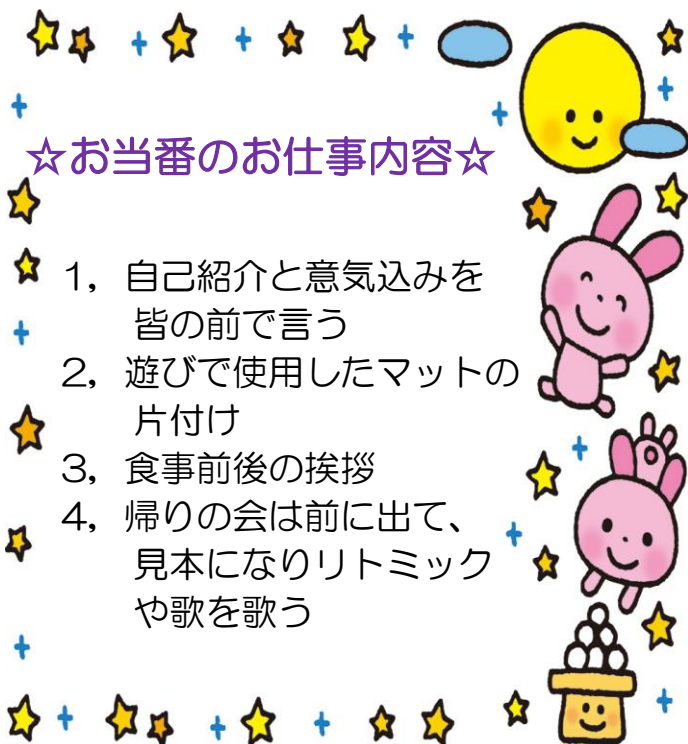 ☆お当番のお仕事内容☆
1，自己紹介と意気込みを
皆の前で言う
2，遊びで使用したマットの
片付け
3，食事前後の挨拶
4，帰りの会は前に出て、
見本になりリトミック
や歌を歌う